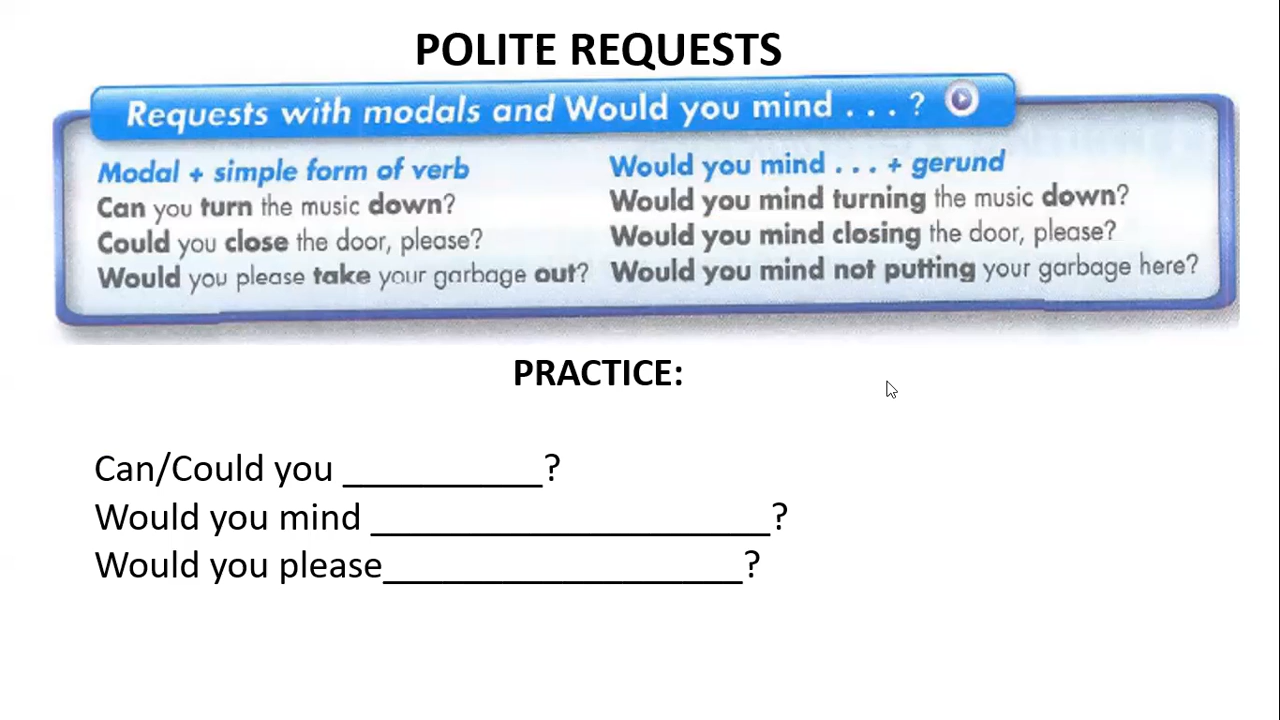 POLITE REQUESTS
Requests with modals and Would you mind . . . ?
Modal + simple form of verb
Can you turn the music down?
Could you close the door, please?
Would you please take your garbage out?
Would you mind . . . + gerund
Would you mind turning the music down?
Would you mind closing the door, please?
Would you mind not putting your garbage here?
PRACTICE:
Can/Could you __________?
Would you mind ____________________?
Would you please__________________?